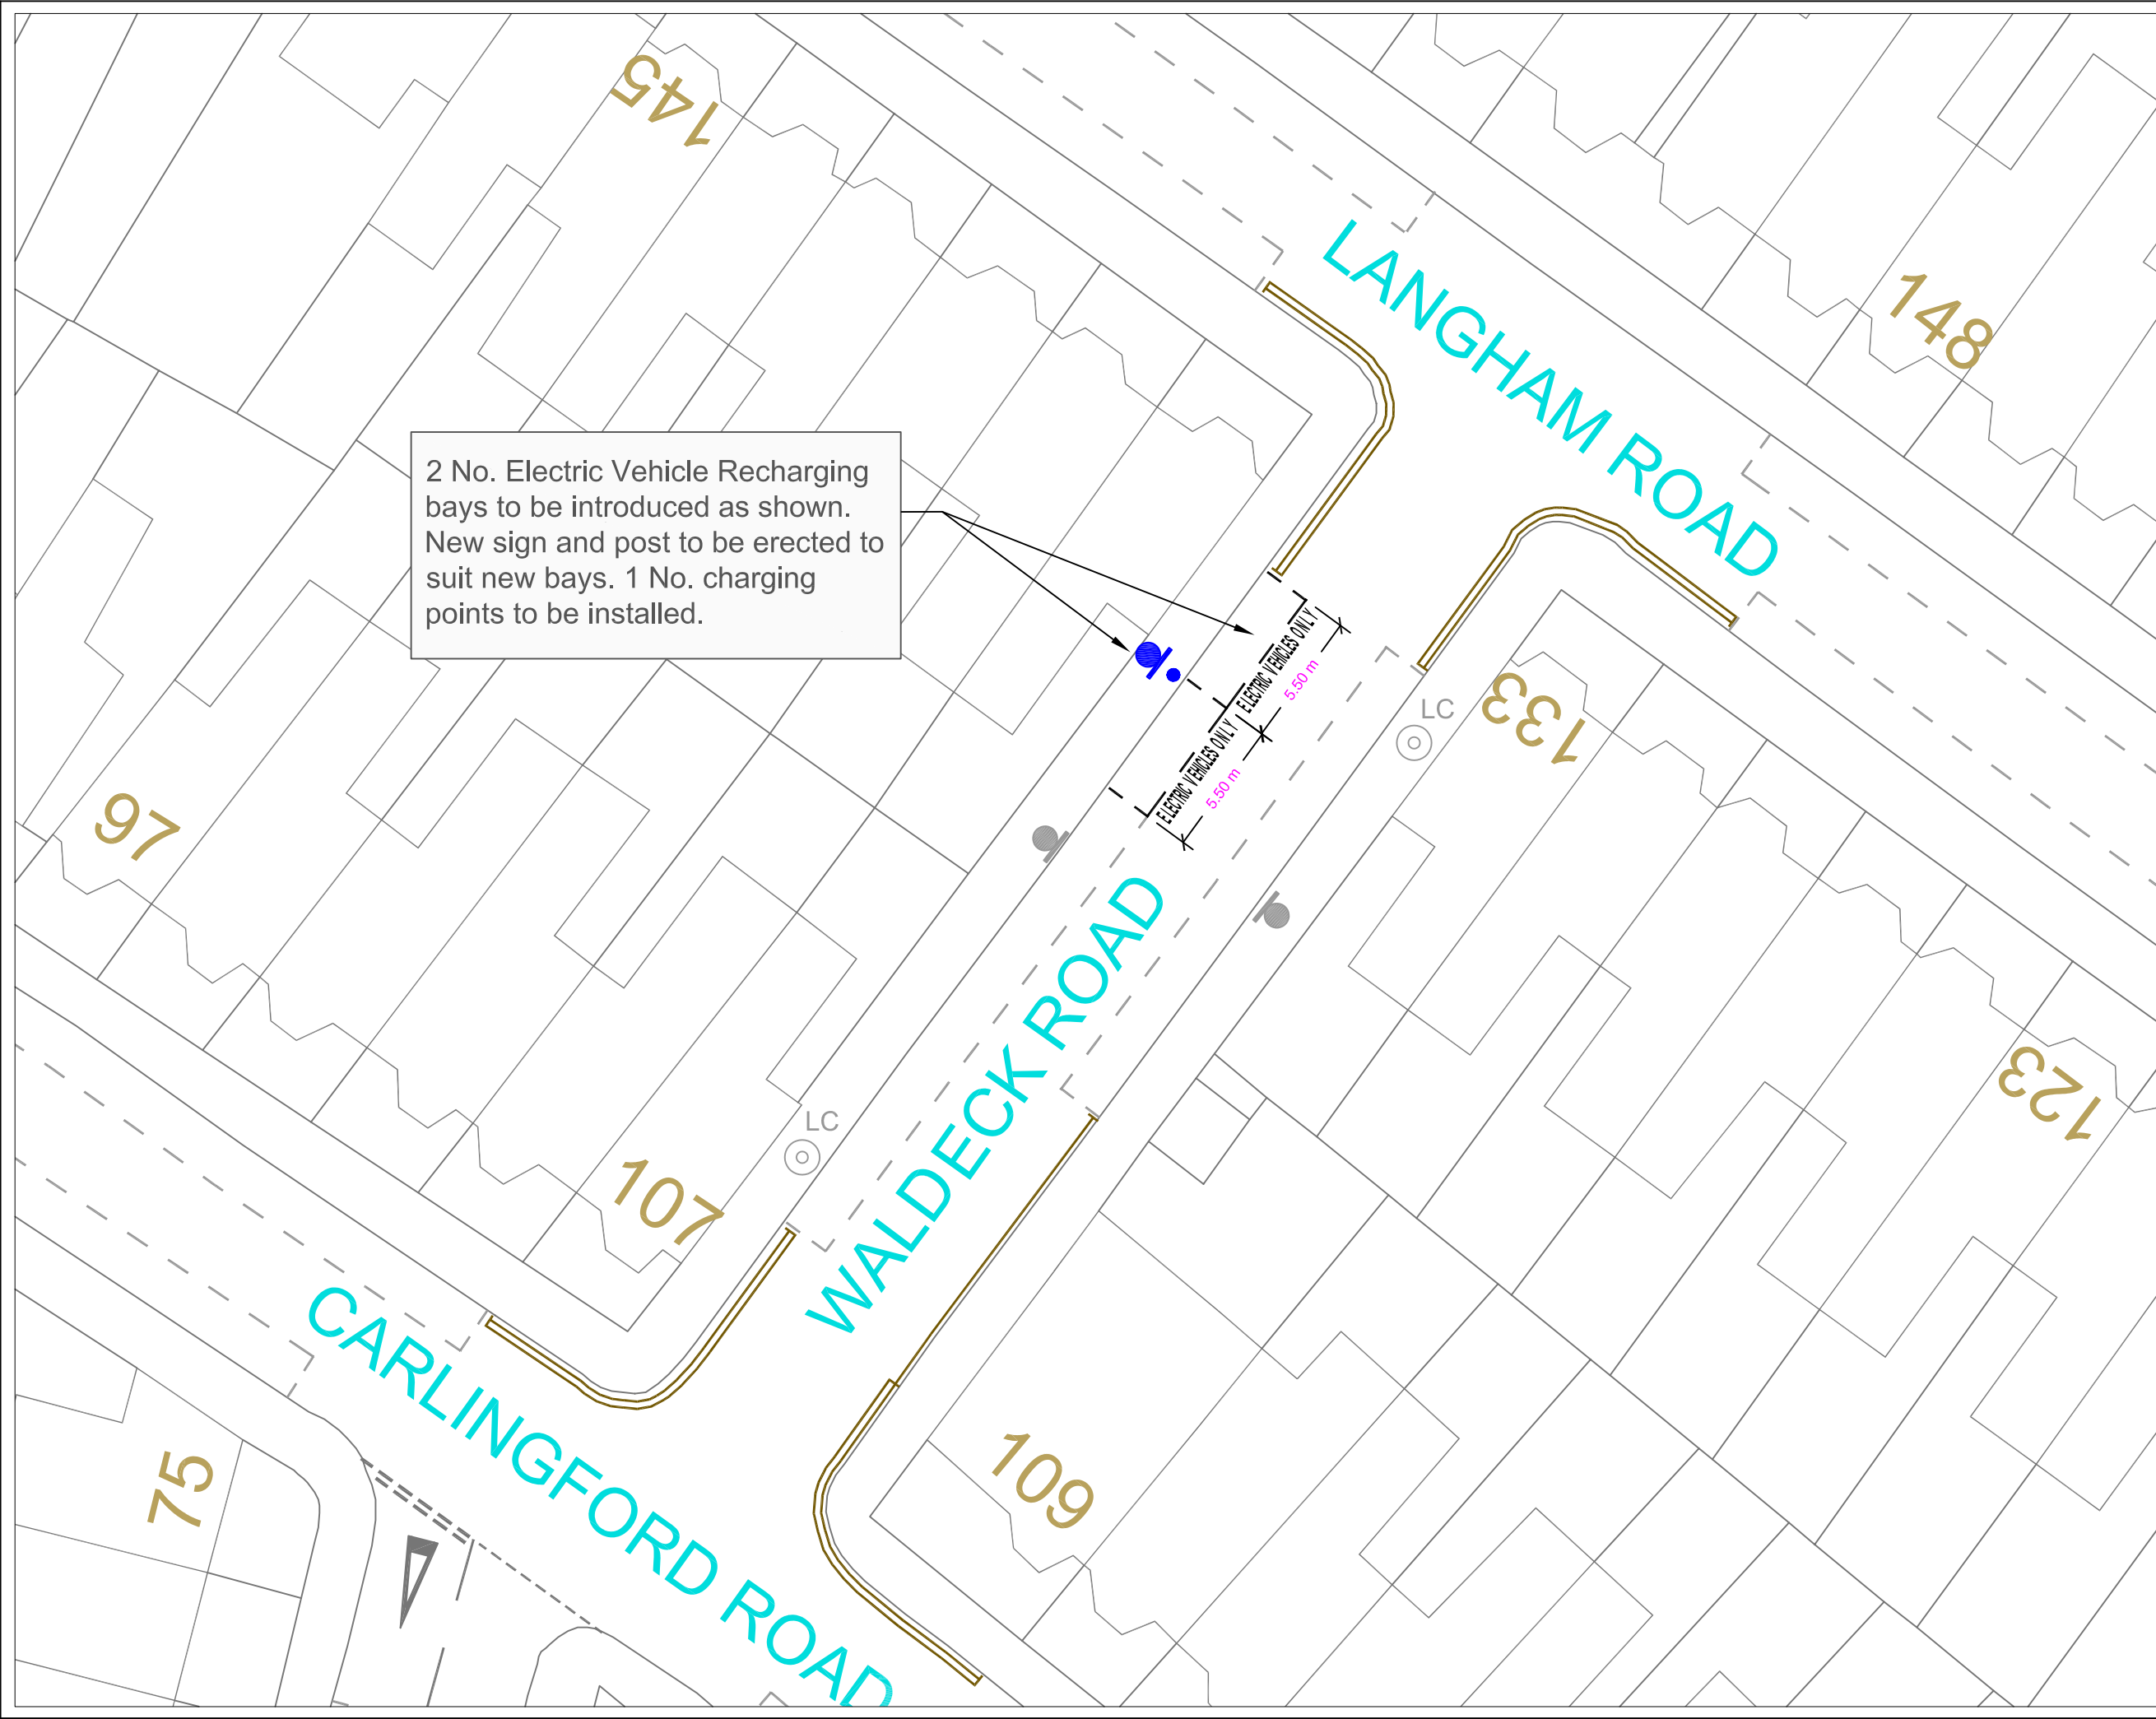 145
LANGHAM ROAD
148
2 No. Electric Vehicle Recharging
bays to be introduced as shown.
New sign and post to be erected to
suit new bays. 1 No. charging
points to be installed.
ELECTRIC VEHICLES ONLY
5.50 m
ELECTRIC VEHICLES ONLY
5.50 m
LC
133
97
WALDECK ROAD
123
LC
107
CARLINGFORD ROAD
75
109